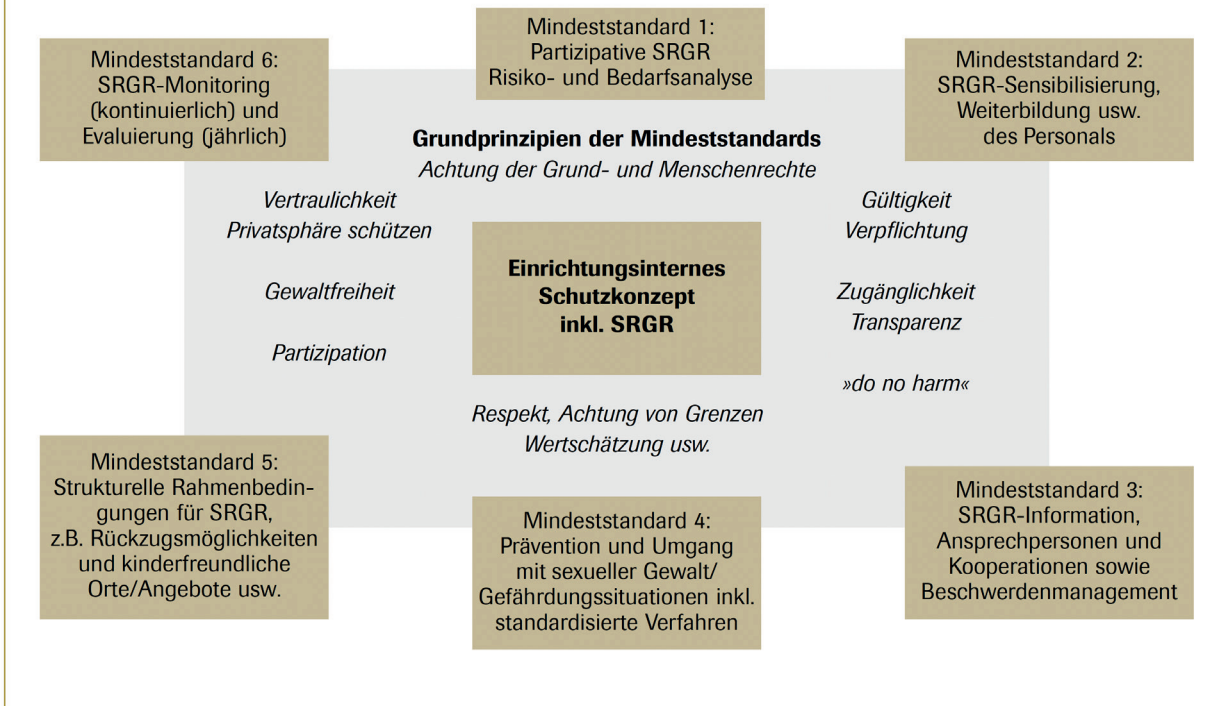 Mindeststandard 1:
Partizipative SRGR
Risiko- und Bedarfsanalyse
Mindeststandard 6:
SRGR-Monitoring
(kontinuierlich) und
Evaluierung (jährlich)
Mindeststandard 2:
SRGR-Sensibilisierung,
Weiterbildung usw.
des Personals
Grundprinzipien der Mindeststandards
Achtung der Grund- und Menschenrechte
Vertraulichkeit
Privatsphäre schützen
Gewaltfreiheit
Partizipation
Einrichtungsinternes
Schutzkonzept
inkl. SRGR
Gültigkeit
Verpflichtung
Zugänglichkeit
Transparenz
»do no harm«
Respekt, Achtung von Grenzen
Wertschätzung usw.
Mindeststandard 5:
Strukturelle Rahmenbedin-
gungen für SRGR,
z.B. Rückzugsmöglichkeiten
und kinderfreundliche
Orte/Angebote usw.
Mindeststandard 4:
Prävention und Umgang
mit sexueller Gewalt/
Gefährdungssituationen inkl.
standardisierte Verfahren
Mindeststandard 3:
SRGR-Information,
Ansprechpersonen und
Kooperationen sowie
Beschwerdenmanagement